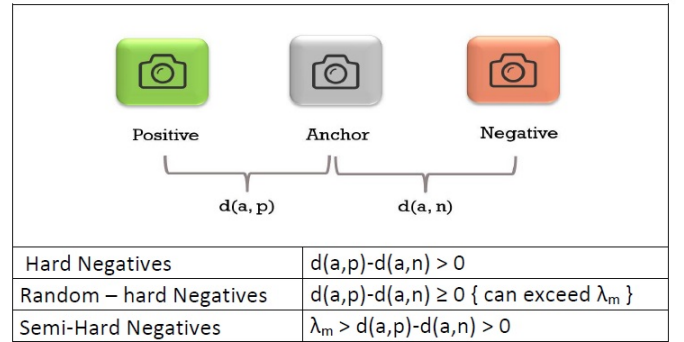 Positive Anchor Negative
d(a, p) d(a, n)
Hard Negatives d(a,p)-d(a,n) > 0
Random – hard Negatives d(a,p)-d(a,n) ≥ 0 { can exceed λₘ }
Semi-Hard Negatives λₘ > d(a,p)-d(a,n) > 0